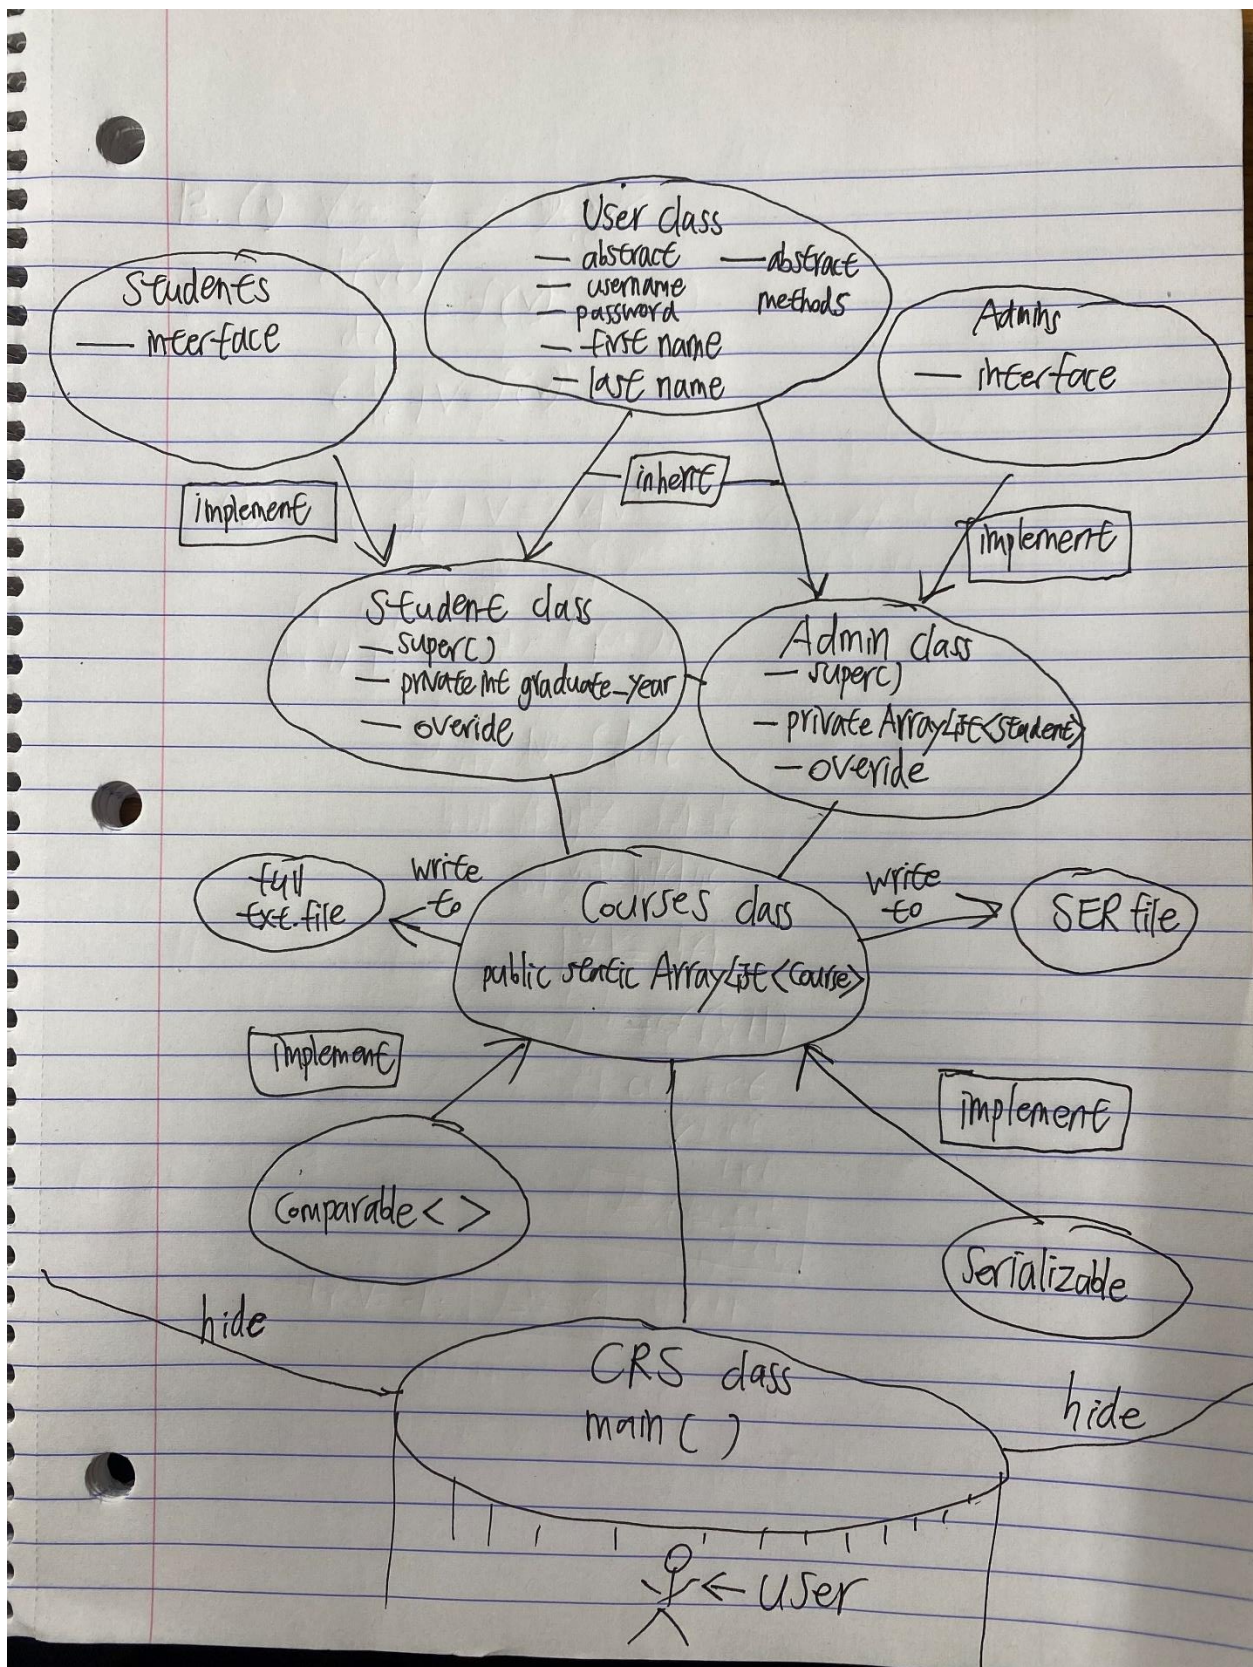 User class
— abstract — abstract
— username methods
— password
— first name
— last name
Students
— interface
Admins
— interface
implement
inherit
implement
Student class
— super()
— private int graduate_year
— overide
Admin class
— super()
— private ArrayList<Student>
— overide
full
txt.file
write
to
Courses class
public static ArrayList<Course>
write
to
SER file
implement
implement
Comparable< >
Serializable
hide
CRS class
main( )
hide
user